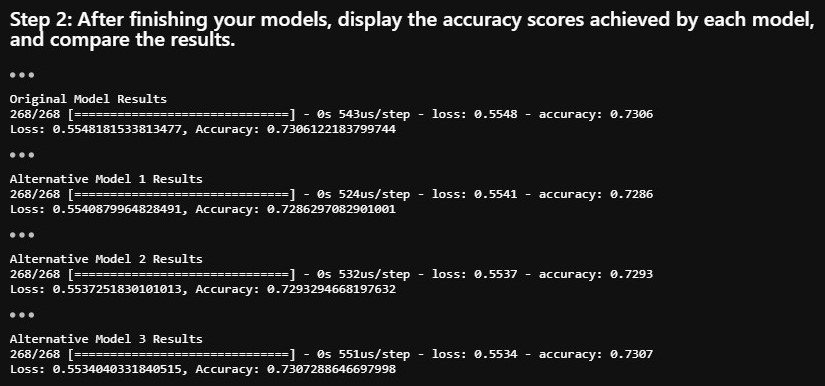 Step 2: After finishing your models, display the accuracy scores achieved by each model,
and compare the results.
•••
Original Model Results
268/268 [==============================] - 0s 543us/step - loss: 0.5548 - accuracy: 0.7306
Loss: 0.5548181533813477, Accuracy: 0.7306122183799744
•••
Alternative Model 1 Results
268/268 [==============================] - 0s 524us/step - loss: 0.5541 - accuracy: 0.7286
Loss: 0.5540879964828491, Accuracy: 0.7286297082901001
•••
Alternative Model 2 Results
268/268 [==============================] - 0s 532us/step - loss: 0.5537 - accuracy: 0.7293
Loss: 0.5537251830101013, Accuracy: 0.7293294668197632
•••
Alternative Model 3 Results
268/268 [==============================] - 0s 551us/step - loss: 0.5534 - accuracy: 0.7307
Loss: 0.5534040331840515, Accuracy: 0.7307288646697998